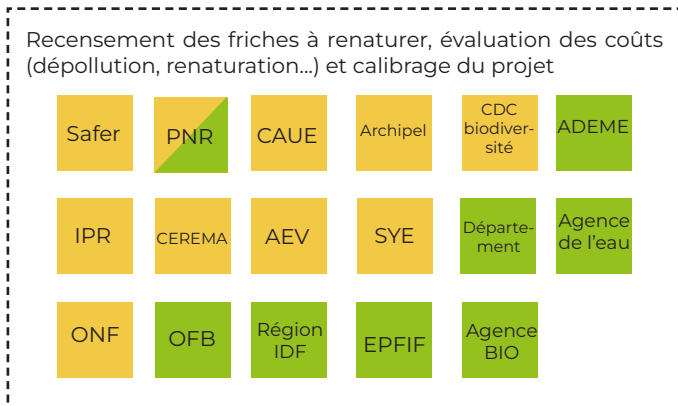 Recensement des friches à renaturer, évaluation des coûts
(dépollution, renaturation...) et calibrage du projet
Safer
PNR
CAUE
Archipel
CDC
biodiver-
sité
ADEME
IPR
CEREMA
AEV
SYE
Départe-
ment
Agence
de l'eau
ONF
OFB
Région
IDF
EPFIF
Agence
BIO